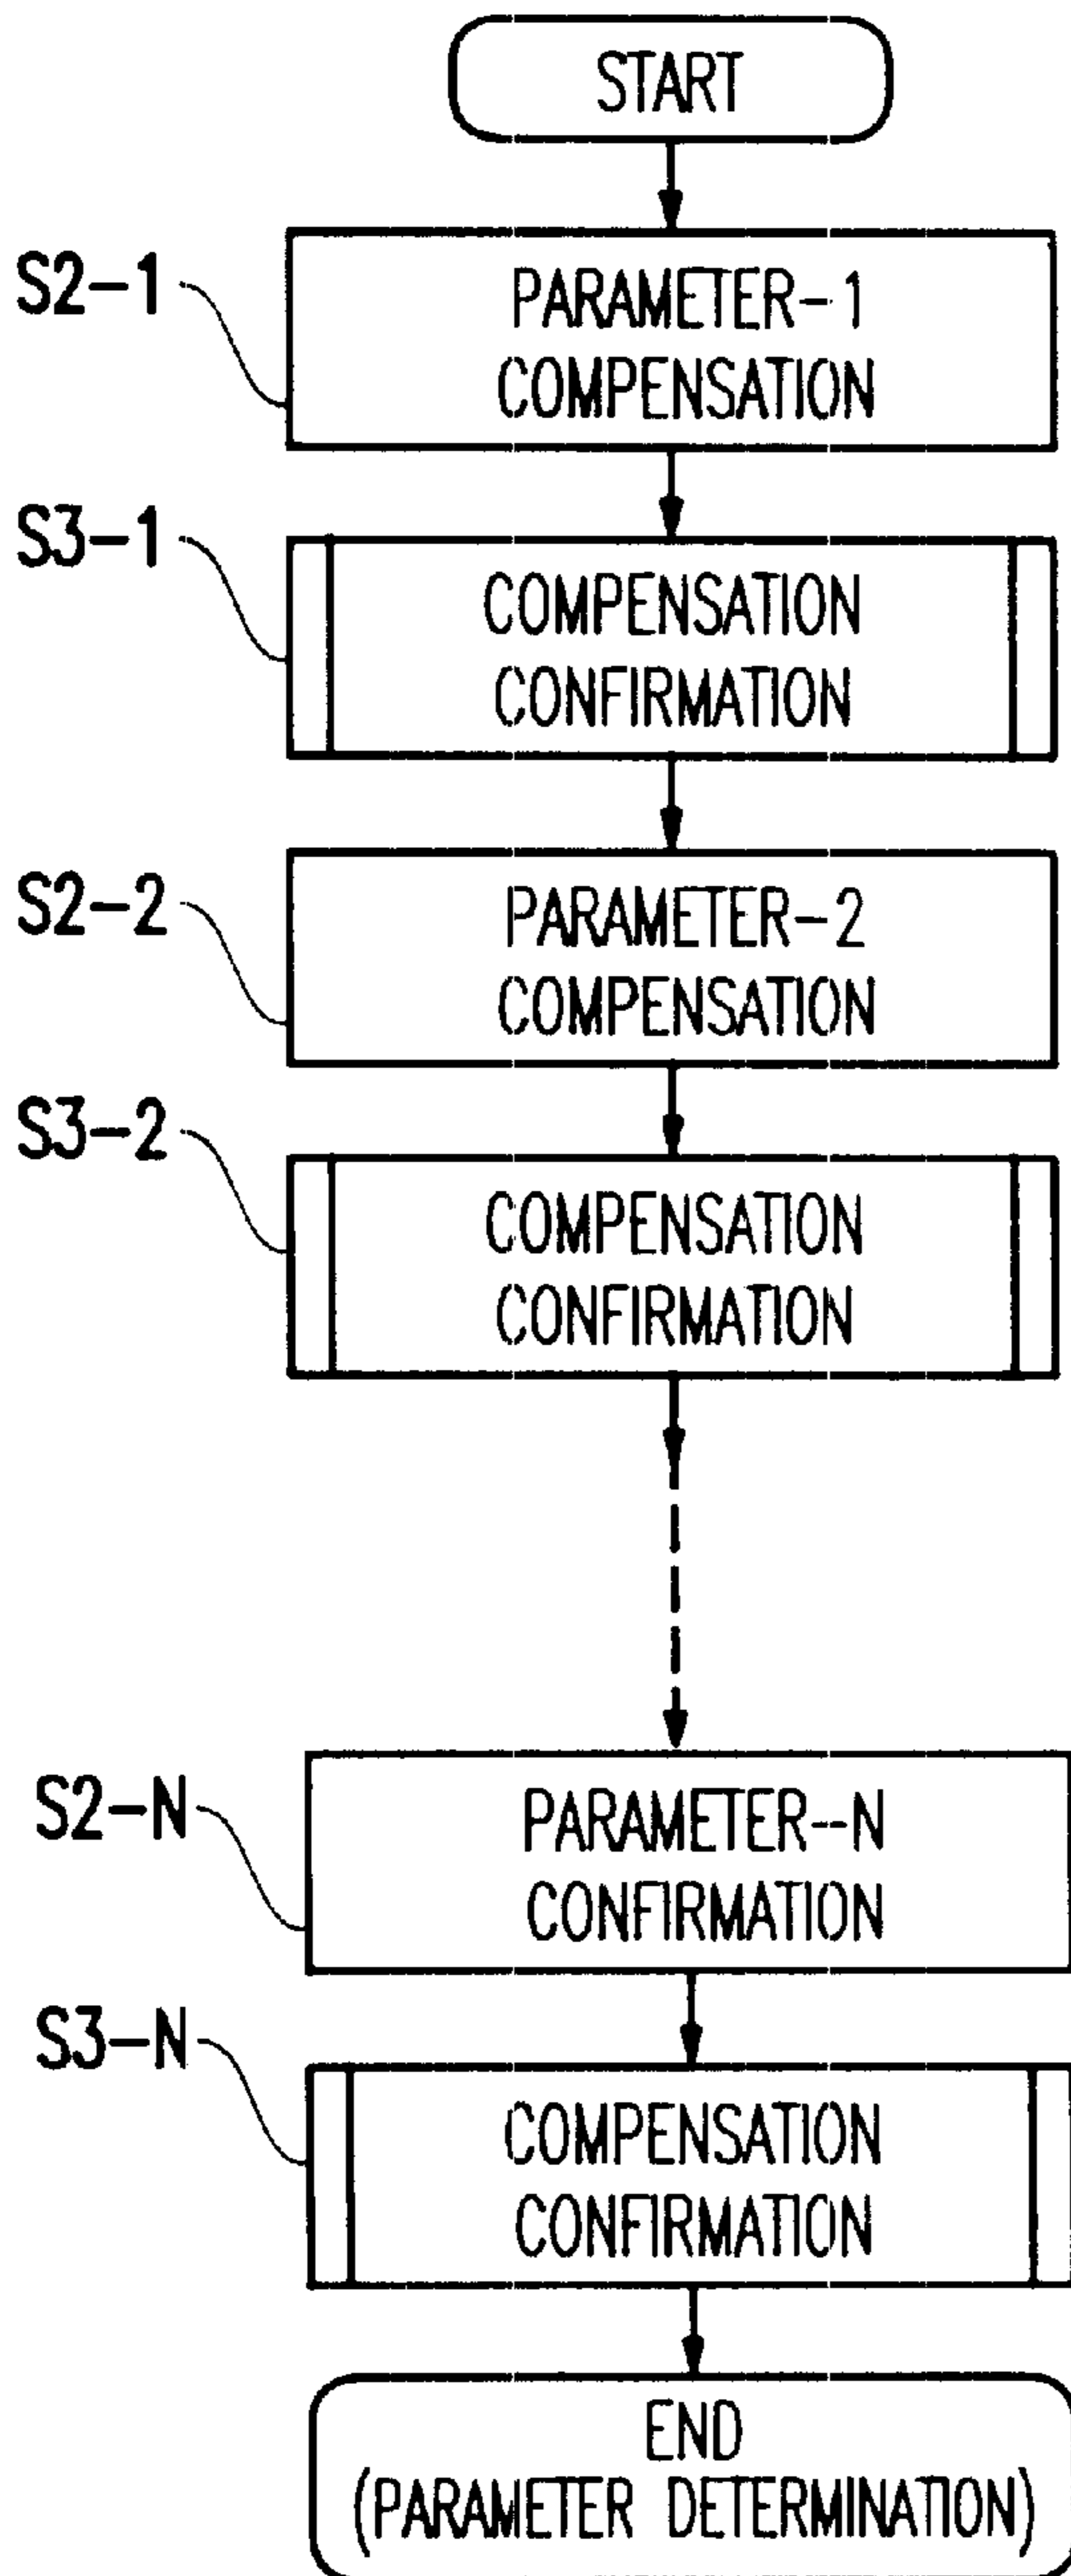 START
S2-1
PARAMETER-1
COMPENSATION
S3-1
COMPENSATION
CONFIRMATION
S2-2
PARAMETER-2
COMPENSATION
S3-2
COMPENSATION
CONFIRMATION
S2-N
PARAMETER--N
CONFIRMATION
S3-N
COMPENSATION
CONFIRMATION
END
(PARAMETER DETERMINATION)